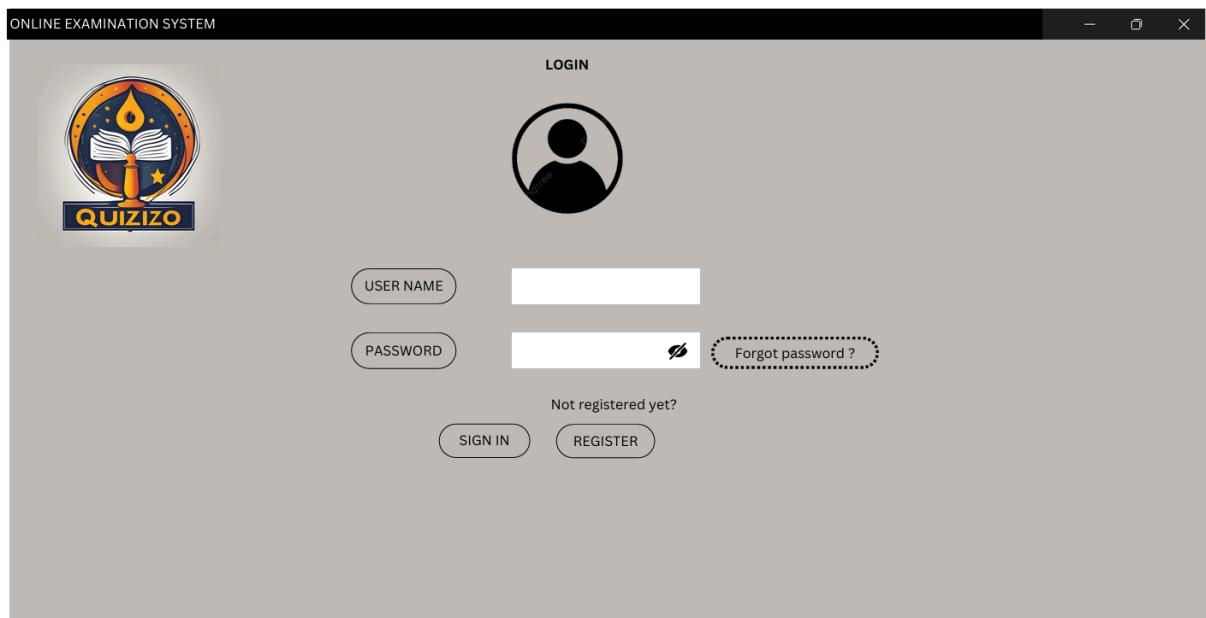 ONLINE EXAMINATION SYSTEM
LOGIN
QUIZIZO
USER NAME
PASSWORD
Forgot password ?
Not registered yet?
SIGN IN
REGISTER